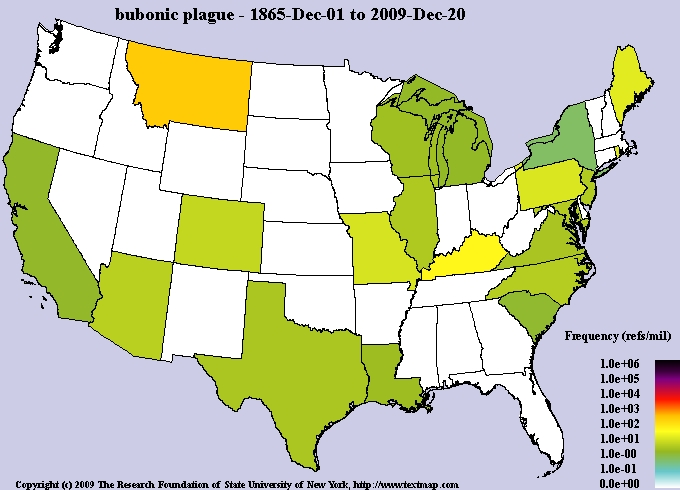 bubonic plague - 1865-Dec-01 to 2009-Dec-20
Frequency (refs/mil)
1.0e+06
1.0e+05
1.0e+04
1.0e+03
1.0e+02
1.0e+01
1.0e-00
1.0e-01
0.0e+00
Copyright (c) 2009 The Research Foundation of State University of New York, http://www.textmap.com